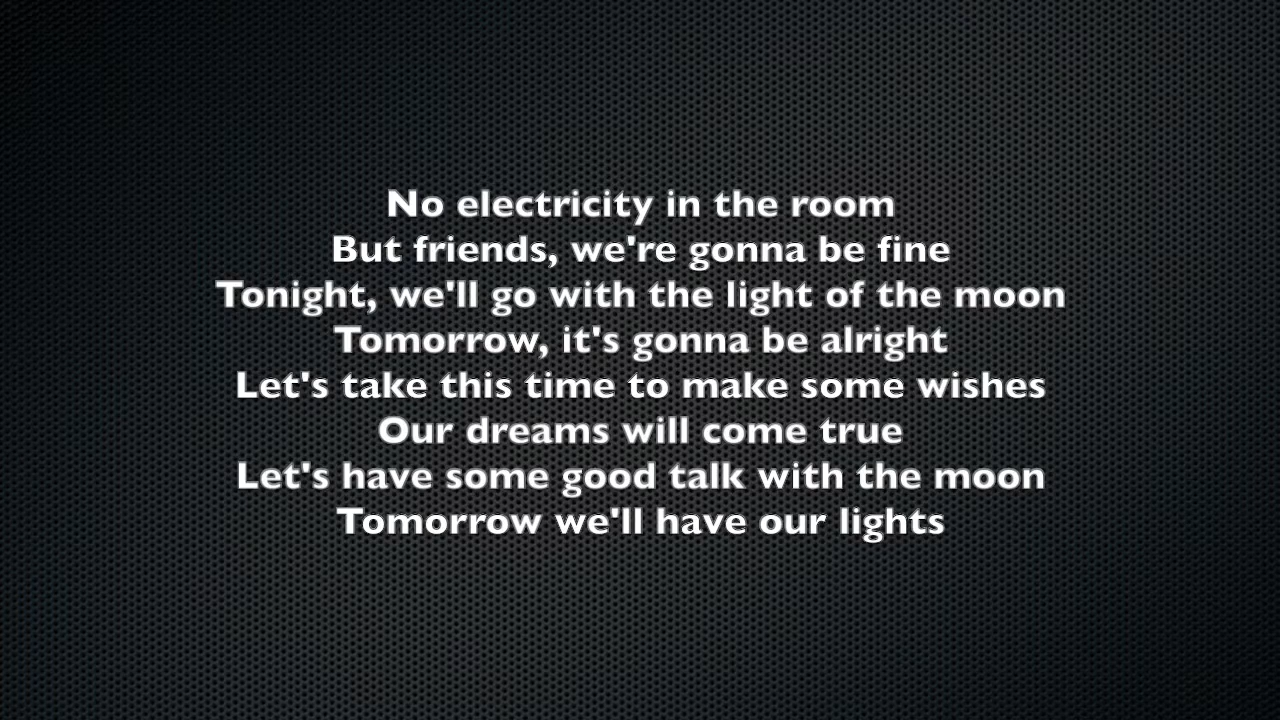 No electricity in the room
But friends, we're gonna be fine
Tonight, we'll go with the light of the moon
Tomorrow, it's gonna be alright
Let's take this time to make some wishes
Our dreams will come true
Let's have some good talk with the moon
Tomorrow we'll have our lights